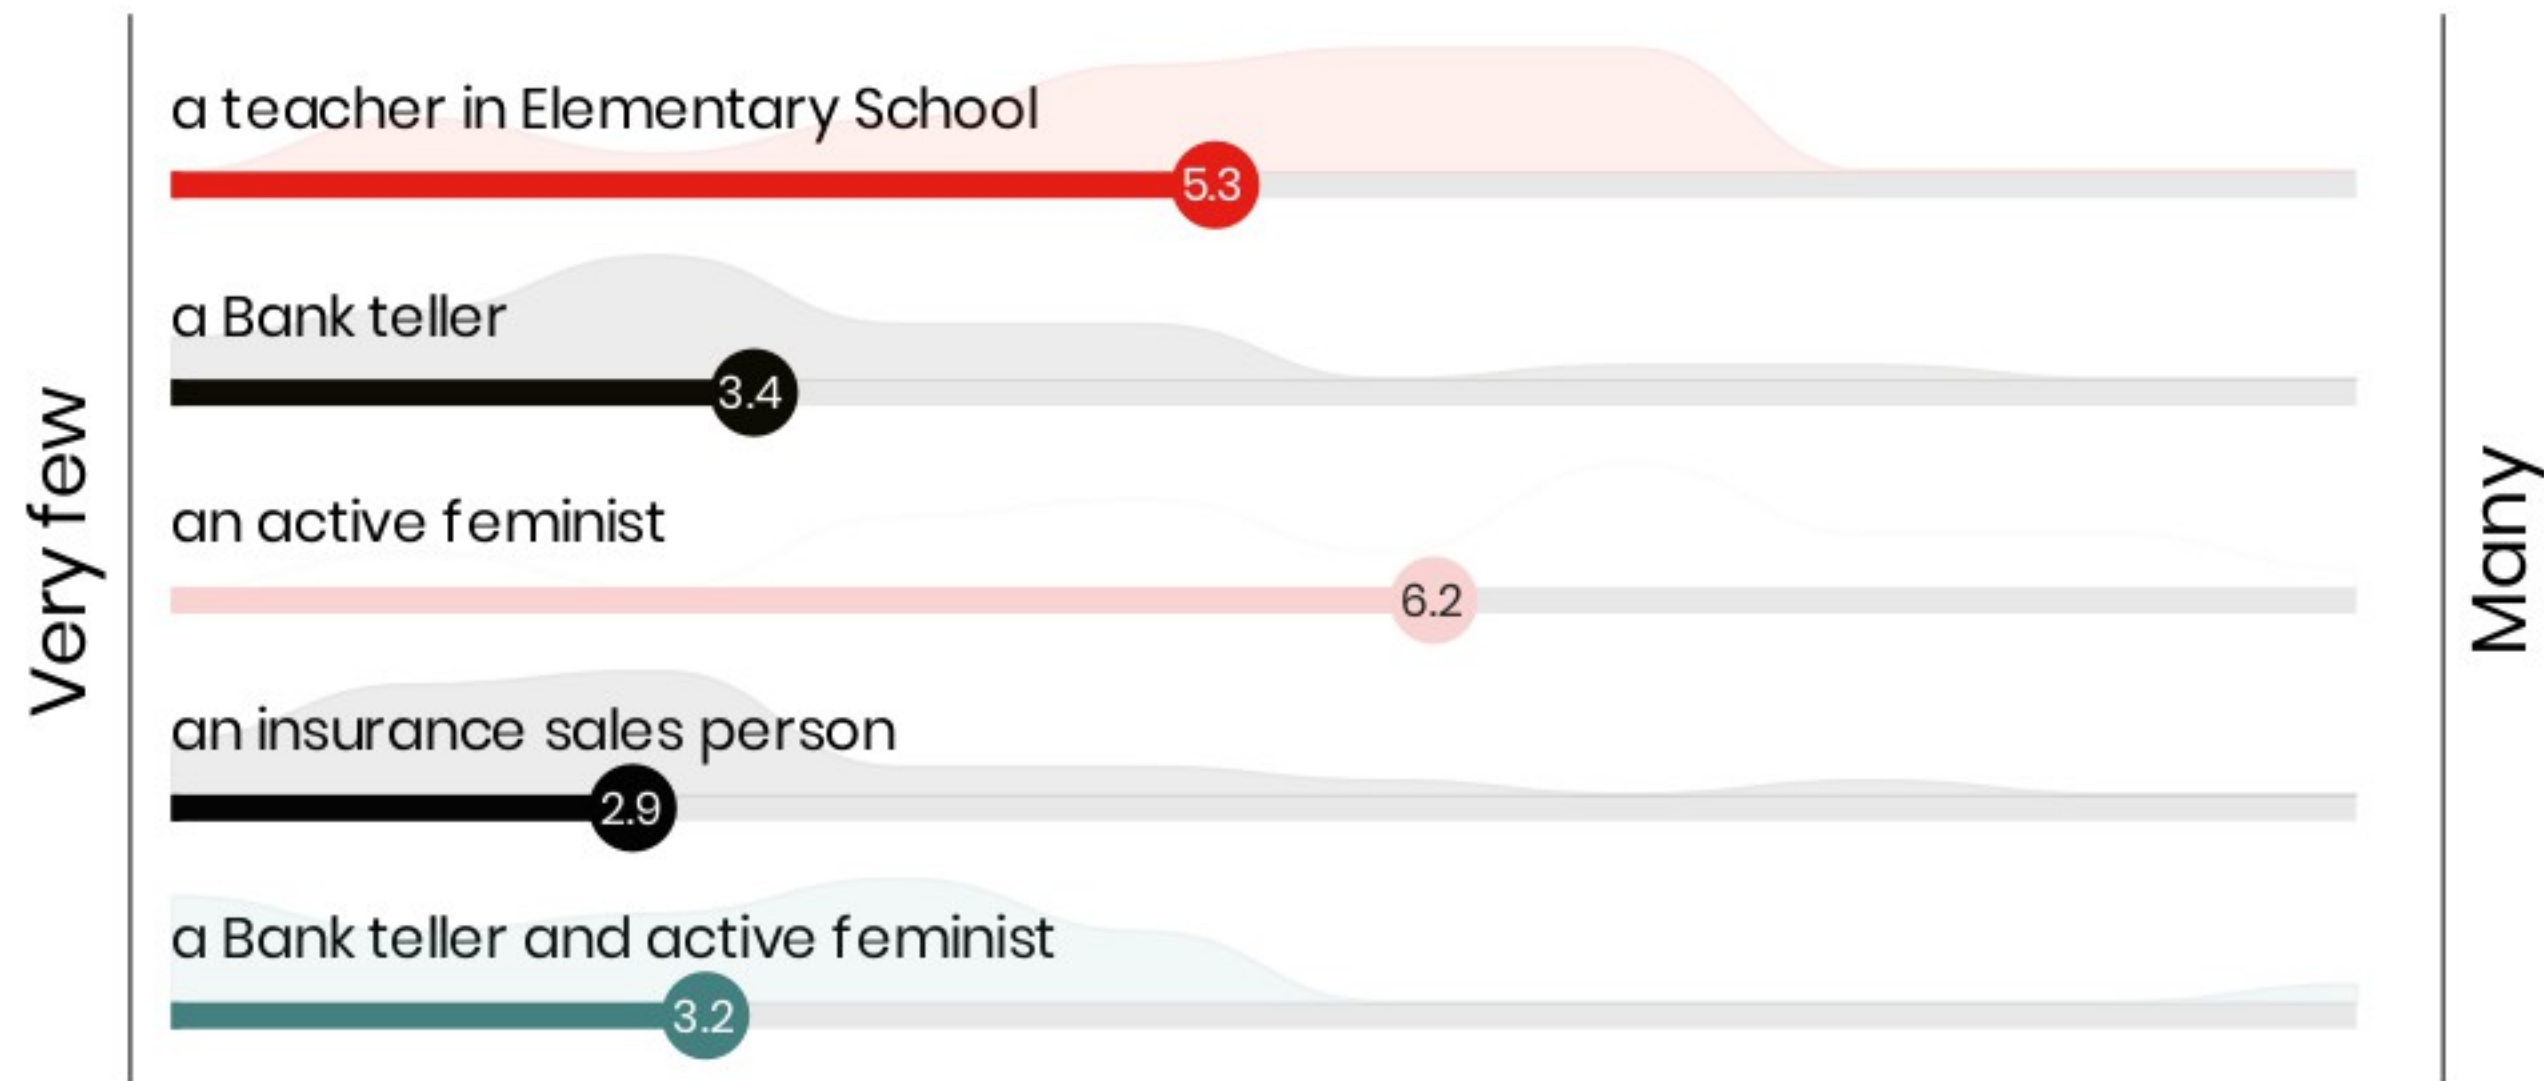 Very few
a teacher in Elementary School
5.3
a Bank teller
3.4
an active feminist
6.2
an insurance sales person
2.9
a Bank teller and active feminist
3.2
Many